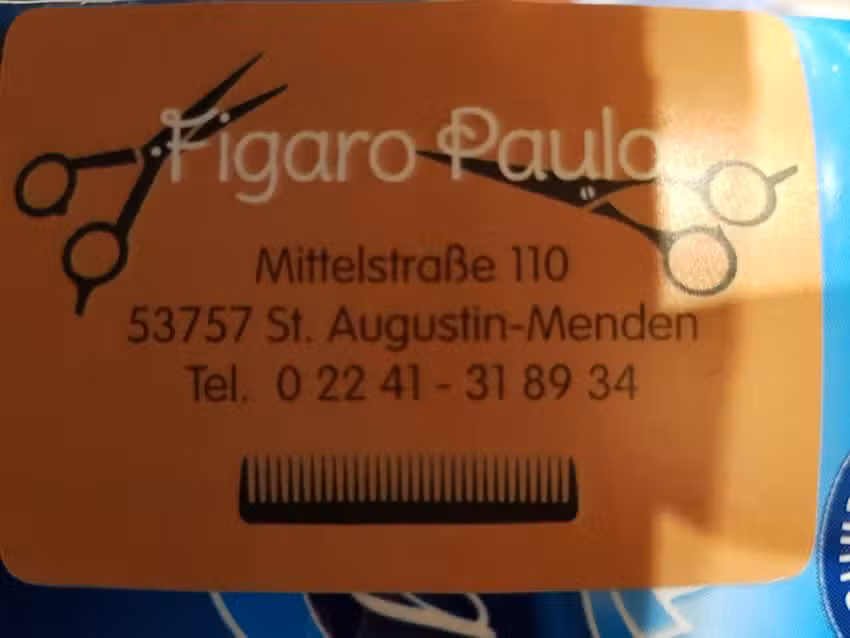 Figaro Paulo
Mittelstraße 110
53757 St. Augustin-Menden
Tel. 0 22 41 - 31 89 34